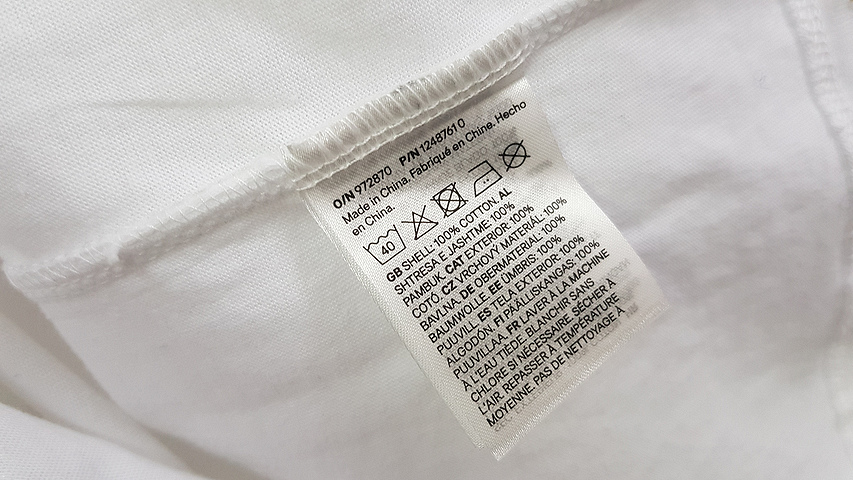 O/N 972870 P/N 12487610
Made in China. Fabriqué en Chine. Hecho
en China.
40
GB SHELL: 100% COTTON. AL
SHTRESA E JASHTME: 100%
PAMBUK. CAT EXTERIOR: 100%
COTÓ. CZ VRCHOVÝ MATERIÁL: 100%
BAVLNA. DE OBERMATERIAL: 100%
BAUMWOLLE. EE ÜMBRIS: 100%
PUUVILL. ES TELA EXTERIOR: 100%
ALGODÓN. FI PÄÄLLISKANGAS: 100%
PUUVILLAA. FR LAVER À LA MACHINE
À L'EAU TIÈDE. BLANCHIR SANS
CHLORE SI NÉCESSAIRE. SÉCHER À
L'AIR. REPASSER À TEMPÉRATURE
MOYENNE. PAS DE NETTOYAGE À